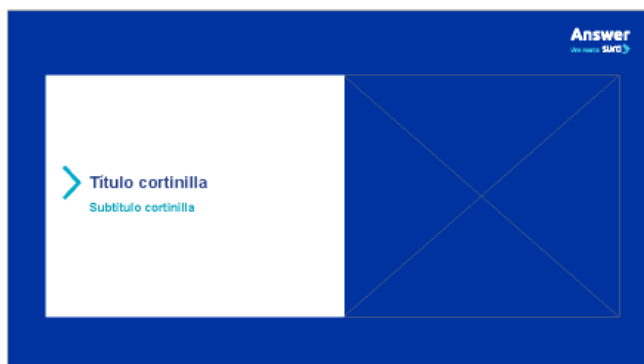 Answer
Una marca SURA
Título cortinilla
Subtítulo cortinilla